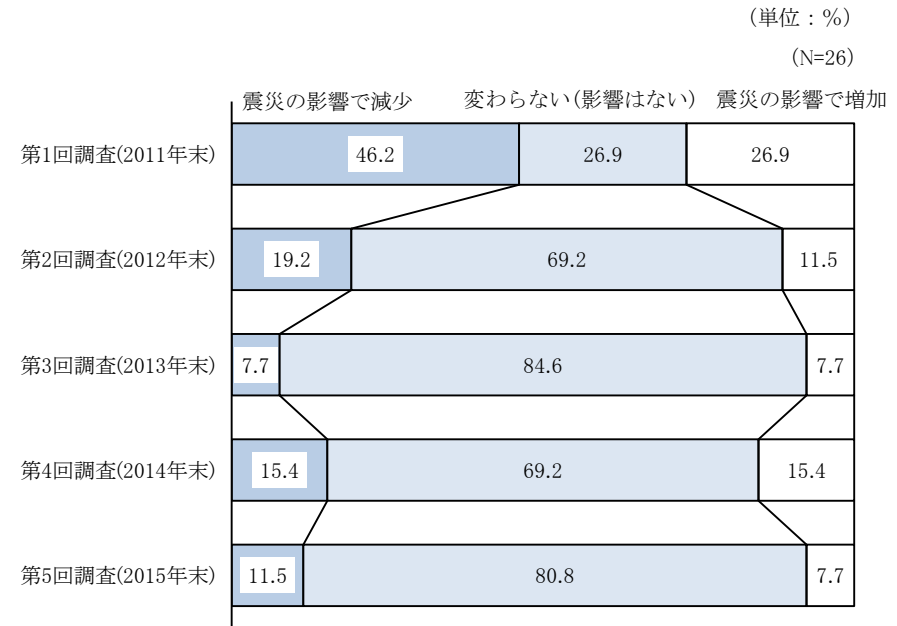 (単位：%)
(N=26)
震災の影響で減少 変わらない(影響はない) 震災の影響で増加
第1回調査(2011年末) 46.2 26.9 26.9
第2回調査(2012年末) 19.2 69.2 11.5
第3回調査(2013年末) 7.7 84.6 7.7
第4回調査(2014年末) 15.4 69.2 15.4
第5回調査(2015年末) 11.5 80.8 7.7